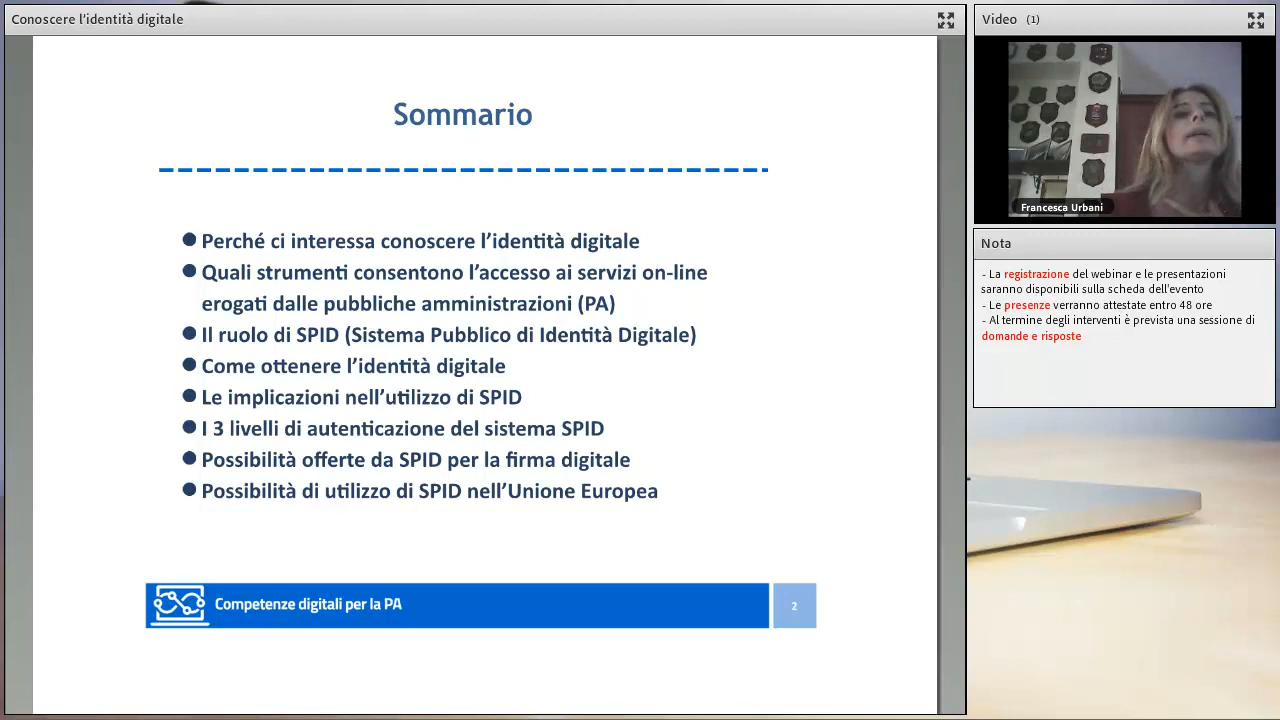 Conoscere l'identità digitale
Sommario
● Perché ci interessa conoscere l'identità digitale
● Quali strumenti consentono l'accesso ai servizi on-line
erogati dalle pubbliche amministrazioni (PA)
● Il ruolo di SPID (Sistema Pubblico di Identità Digitale)
● Come ottenere l'identità digitale
● Le implicazioni nell'utilizzo di SPID
● I 3 livelli di autenticazione del sistema SPID
● Possibilità offerte da SPID per la firma digitale
● Possibilità di utilizzo di SPID nell'Unione Europea
Competenze digitali per la PA
2
Video (1)
Francesca Urbani
Nota
- La registrazione del webinar e le presentazioni
saranno disponibili sulla scheda dell'evento
- Le presenze verranno attestate entro 48 ore
- Al termine degli interventi è prevista una sessione di
domande e risposte